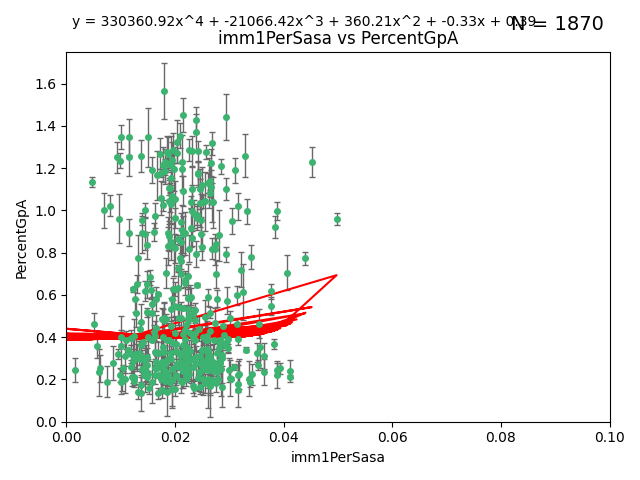 y = 330360.92x^4 + -21066.42x^3 + 360.21x^2 + -0.33x + 0.39
N = 1870
imm1PerSasa vs PercentGpA
PercentGpA
1.6
1.4
1.2
1.0
0.8
0.6
0.4
0.2
0.0
0.00 0.02 0.04 0.06 0.08 0.10
imm1PerSasa